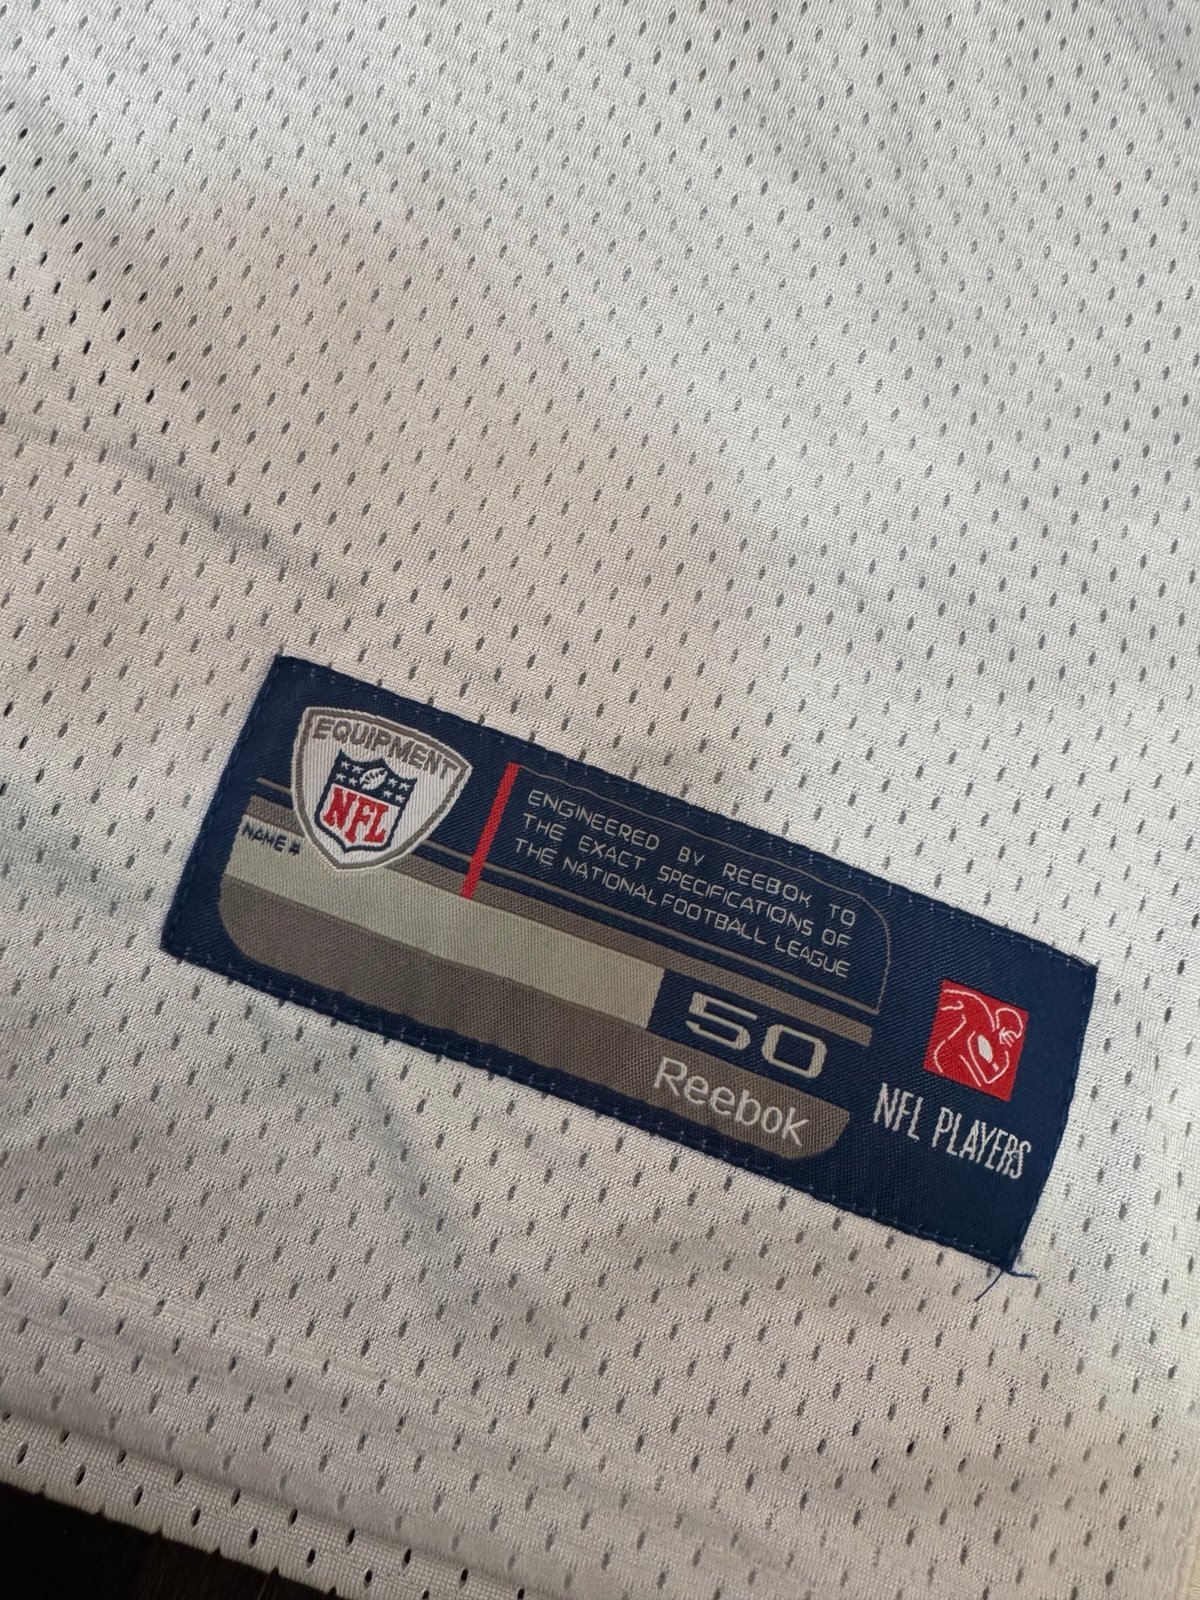 EQUIPMENT
NFL
NAME #
ENGINEERED BY REEBOK TO
THE EXACT SPECIFICATIONS OF
THE NATIONAL FOOTBALL LEAGUE
50
Reebok
NFL PLAYERS